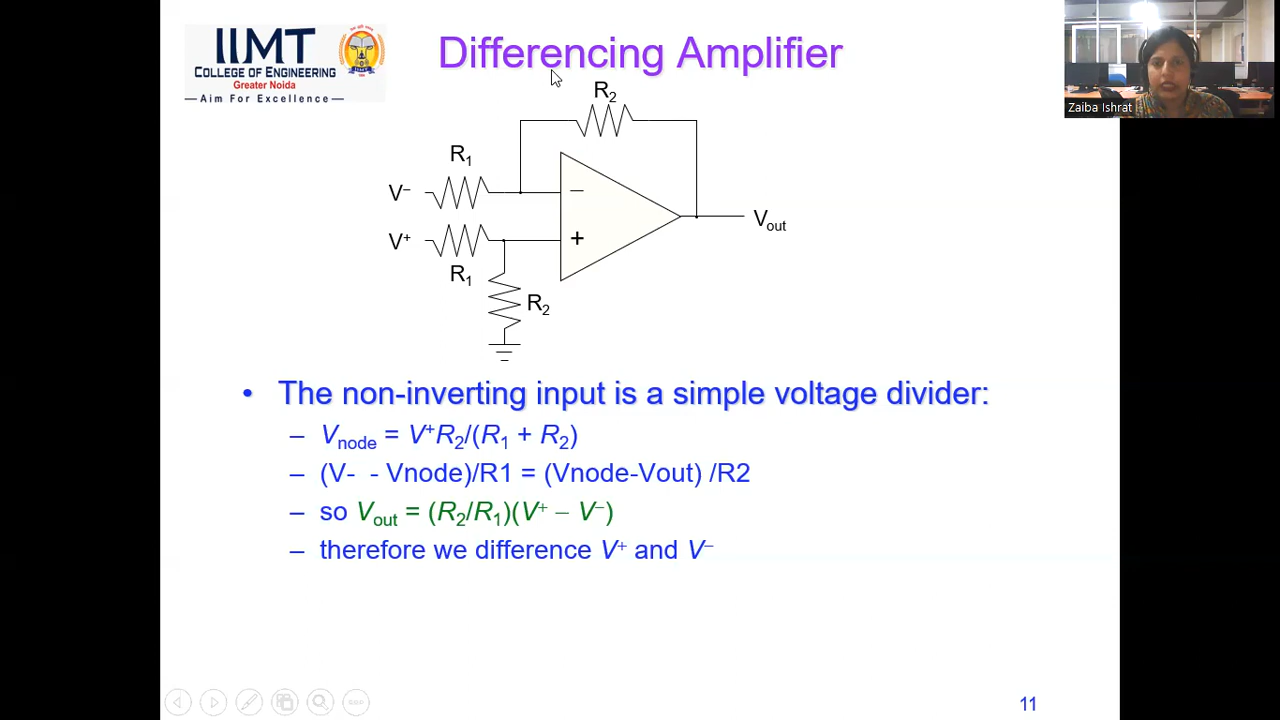 IIMT
COLLEGE OF ENGINEERING
Greater Noida
— Aim For Excellence —
Differencing Amplifier
Zaiba Ishrat
R₂
R₁
V⁻
–
V⁺
+
Vout
R₁
R₂
• The non-inverting input is a simple voltage divider:
– Vnode = V⁺R₂/(R₁ + R₂)
– (V- - Vnode)/R1 = (Vnode-Vout) /R2
– so Vout = (R₂/R₁)(V⁺ – V⁻)
– therefore we difference V⁺ and V⁻
11